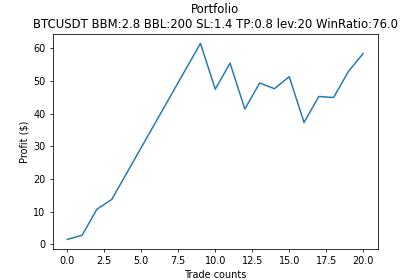 Portfolio
BTCUSDT BBM:2.8 BBL:200 SL:1.4 TP:0.8 lev:20 WinRatio:76.0
60
50
40
30
20
10
0
Profit ($)
0.0 2.5 5.0 7.5 10.0 12.5 15.0 17.5 20.0
Trade counts